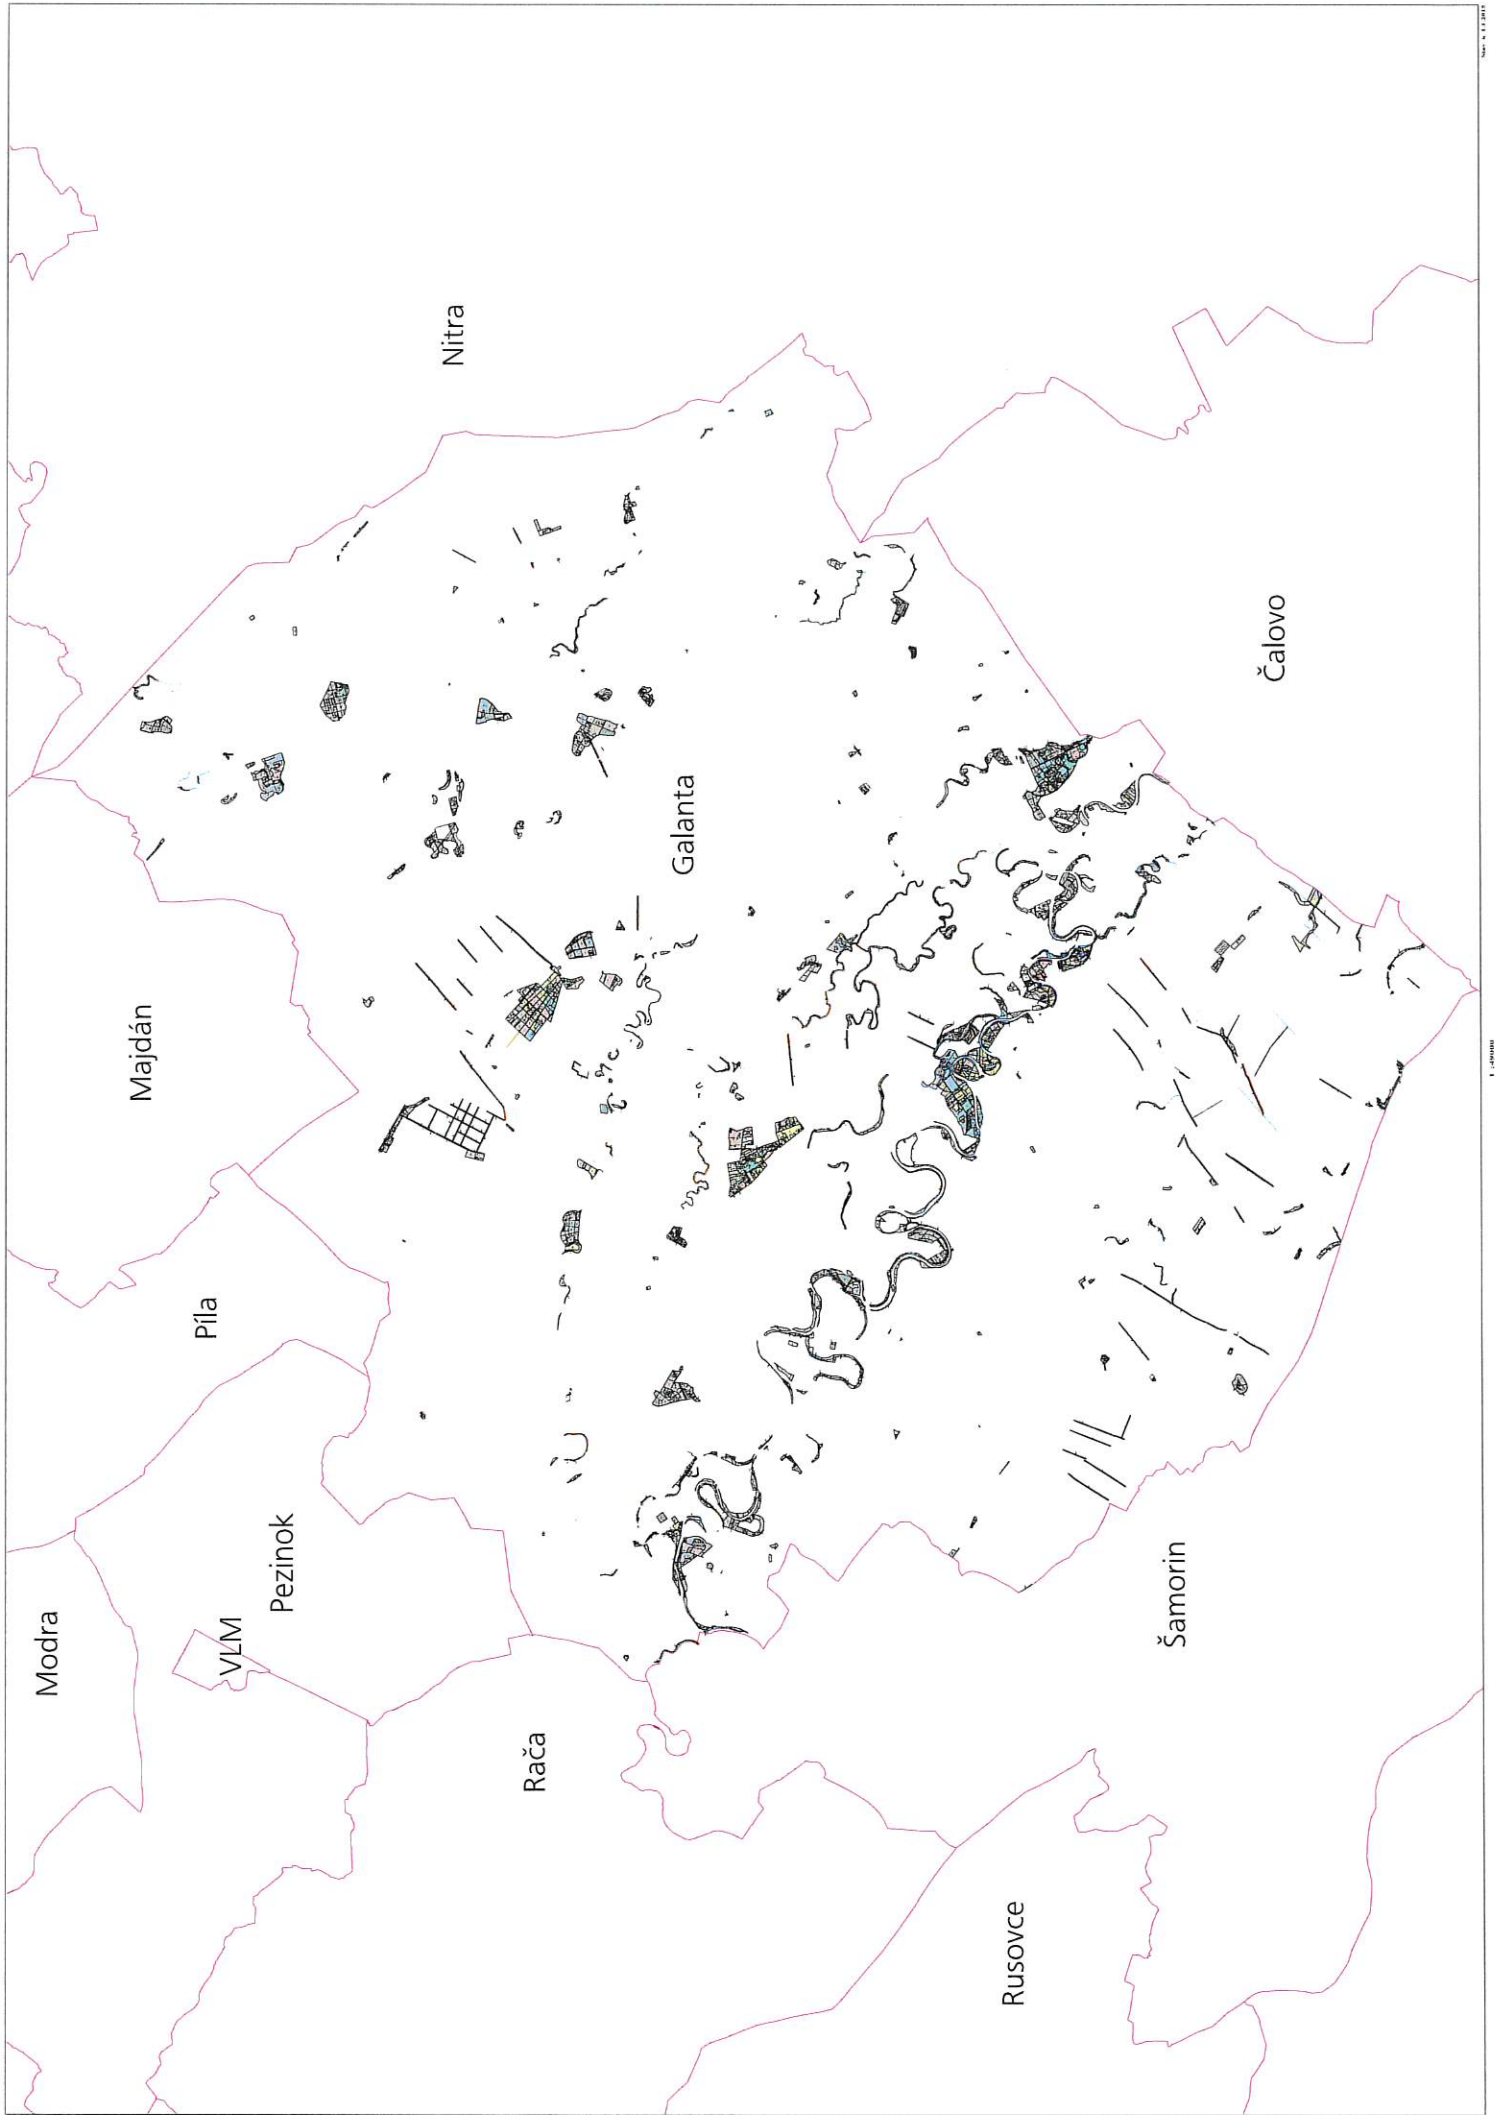 Modra
VLM
Pezinok
Píla
Majdán
Nitra
Rača
Galanta
Rusovce
Šamorin
Čalovo